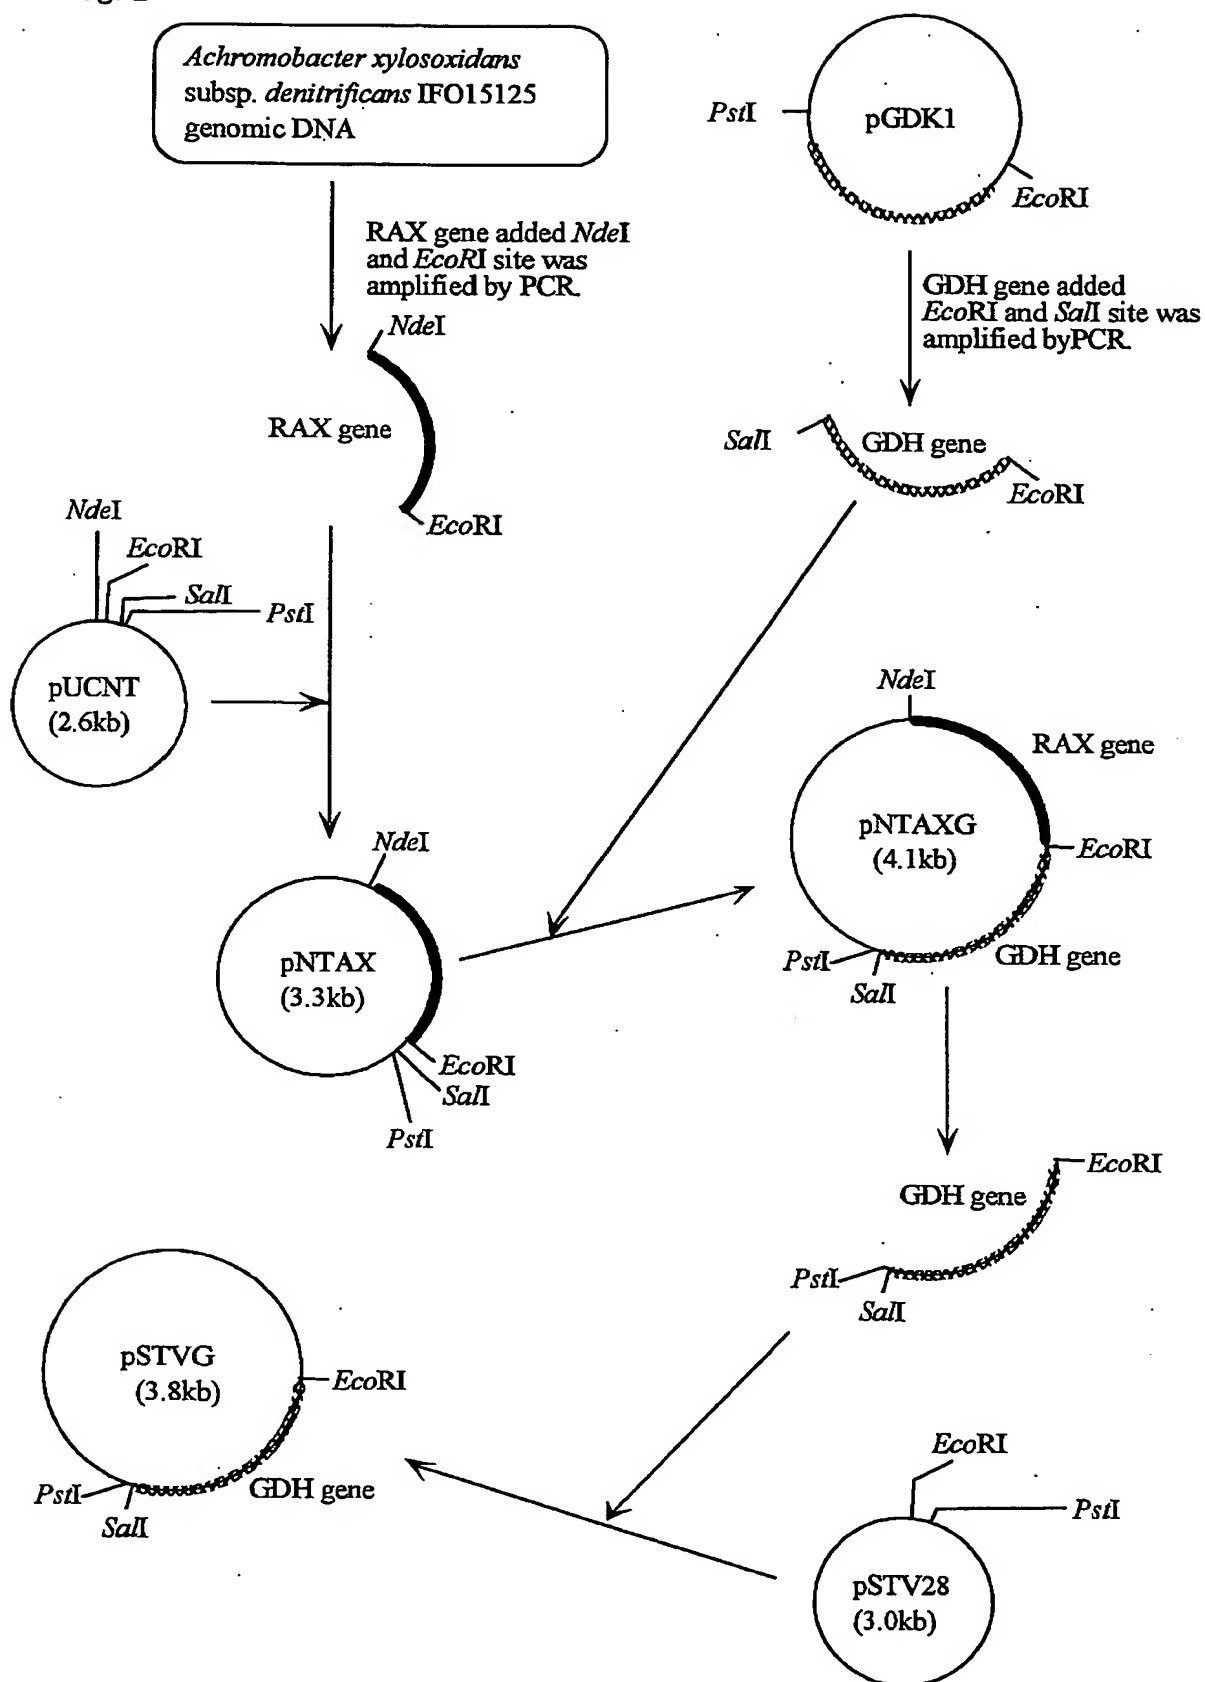 Achromobacter xylosoxidans
subsp. denitrificans IFO15125
genomic DNA
RAX gene added NdeI
and EcoRI site was
amplified by PCR.
NdeI
RAX gene
EcoRI
PstI
pGDK1
EcoRI
GDH gene added
EcoRI and SalI site was
amplified byPCR.
SalI
GDH gene
EcoRI
NdeI
EcoRI
SalI
PstI
pUCNT
(2.6kb)
NdeI
pNTAX
(3.3kb)
EcoRI
SalI
PstI
NdeI
RAX gene
pNTAXG
(4.1kb)
EcoRI
PstI
GDH gene
SalI
EcoRI
GDH gene
PstI
SalI
pSTVG
(3.8kb)
EcoRI
PstI
GDH gene
SalI
EcoRI
PstI
pSTV28
(3.0kb)